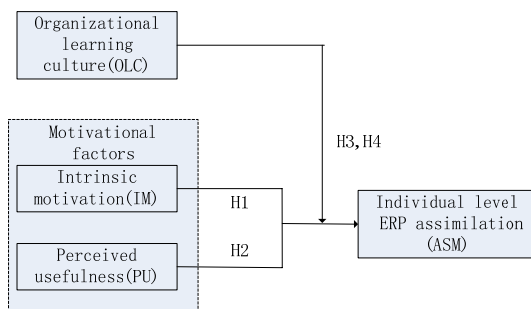 Organizational
learning
culture(OLC)
H3,H4
Motivational
factors
Intrinsic
motivation(IM)
H1
Individual level
ERP assimilation
(ASM)
Perceived
usefulness(PU)
H2